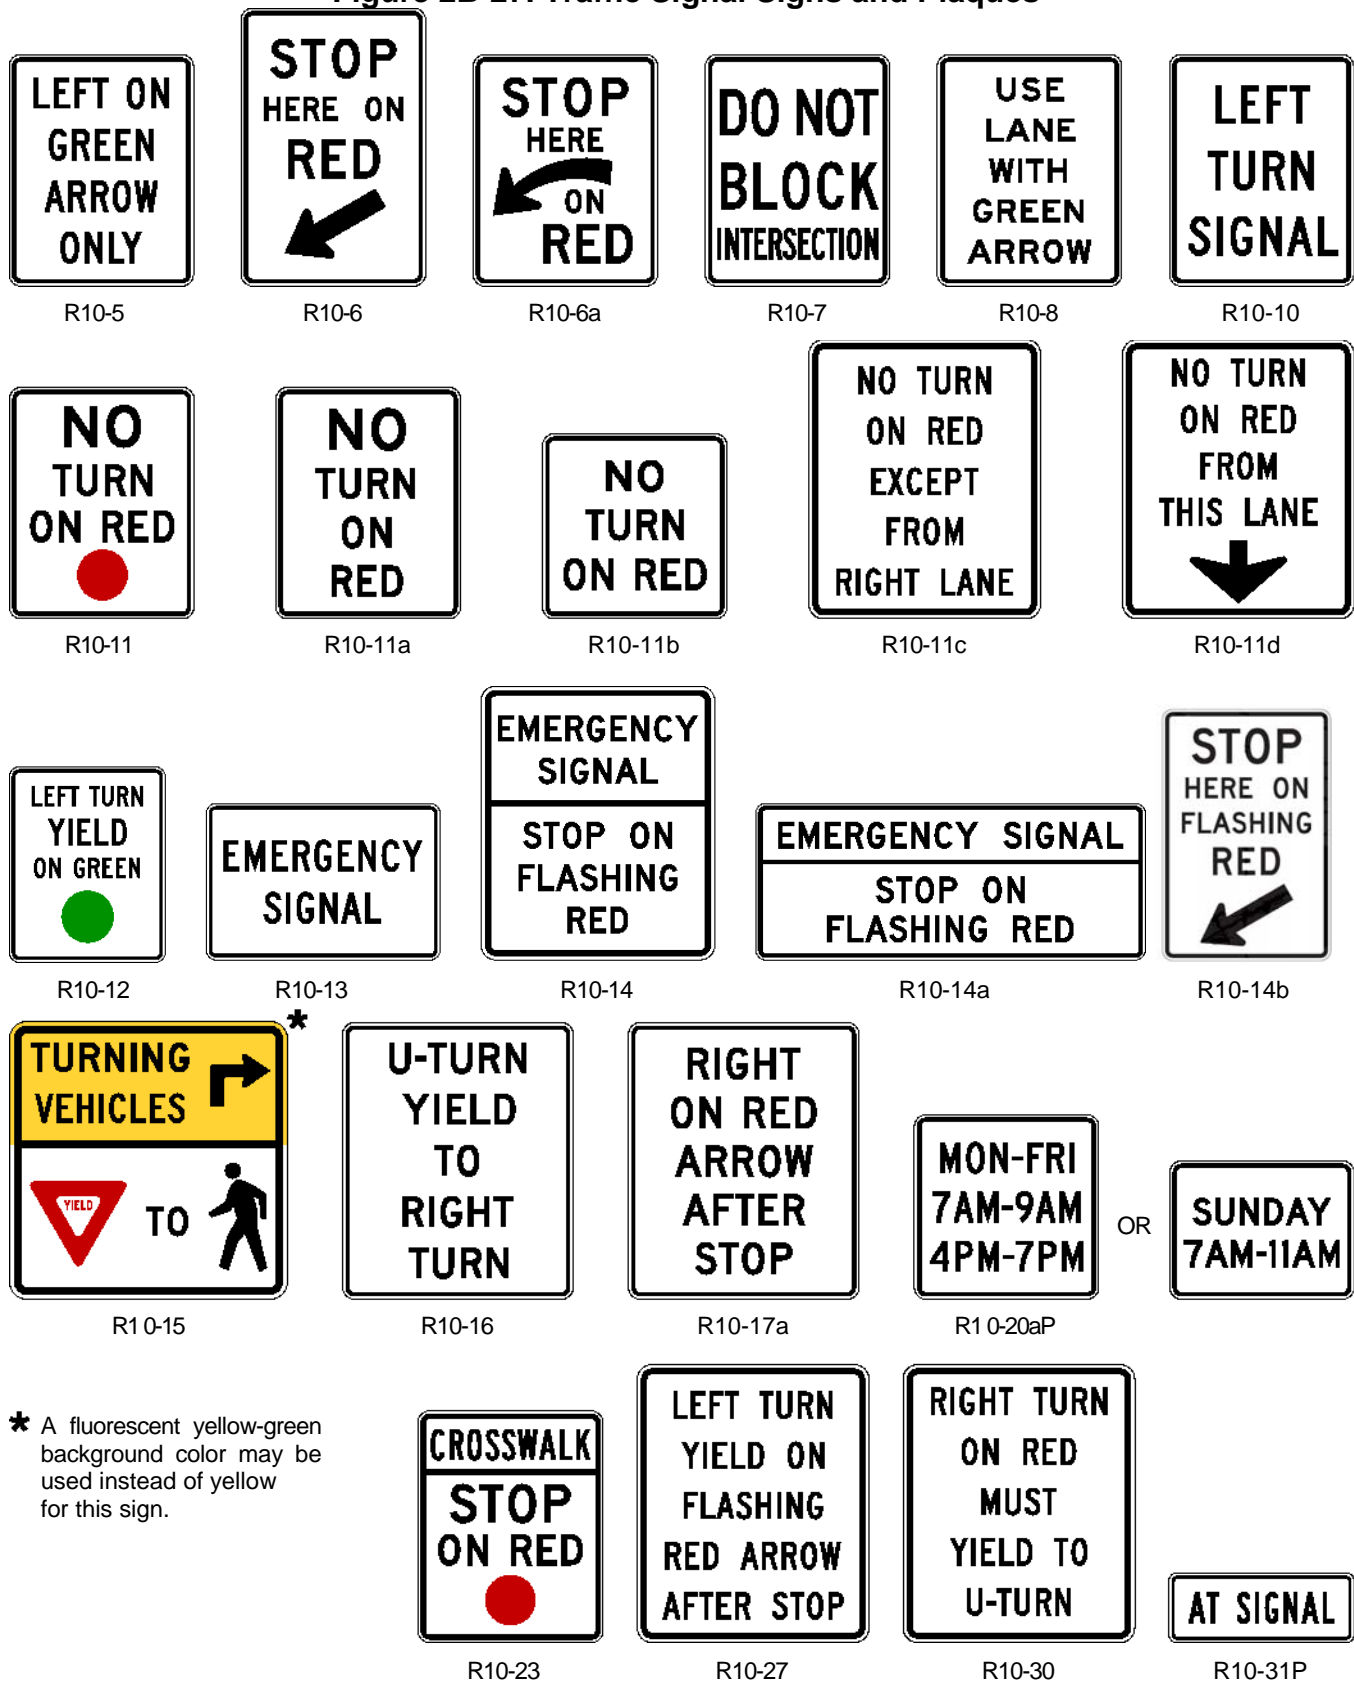 LEFT ON
GREEN
ARROW
ONLY
R10-5
STOP
HERE ON
RED
R10-6
STOP
HERE
ON
RED
R10-6a
DO NOT
BLOCK
INTERSECTION
R10-7
USE
LANE
WITH
GREEN
ARROW
R10-8
LEFT
TURN
SIGNAL
R10-10
NO
TURN
ON RED
R10-11
NO
TURN
ON
RED
R10-11a
NO
TURN
ON RED
R10-11b
NO TURN
ON RED
EXCEPT
FROM
RIGHT LANE
R10-11c
NO TURN
ON RED
FROM
THIS LANE
R10-11d
LEFT TURN
YIELD
ON GREEN
R10-12
EMERGENCY
SIGNAL
R10-13
EMERGENCY
SIGNAL
STOP ON
FLASHING
RED
R10-14
EMERGENCY SIGNAL
STOP ON
FLASHING RED
R10-14a
STOP
HERE ON
FLASHING
RED
R10-14b
TURNING
VEHICLES
*
YIELD
TO
R10-15
U-TURN
YIELD
TO
RIGHT
TURN
R10-16
RIGHT
ON RED
ARROW
AFTER
STOP
R10-17a
MON-FRI
7AM-9AM
4PM-7PM
R10-20aP
OR
SUNDAY
7AM-11AM
* A fluorescent yellow-green
background color may be
used instead of yellow
for this sign.
CROSSWALK
STOP
ON RED
R10-23
LEFT TURN
YIELD ON
FLASHING
RED ARROW
AFTER STOP
R10-27
RIGHT TURN
ON RED
MUST
YIELD TO
U-TURN
R10-30
AT SIGNAL
R10-31P